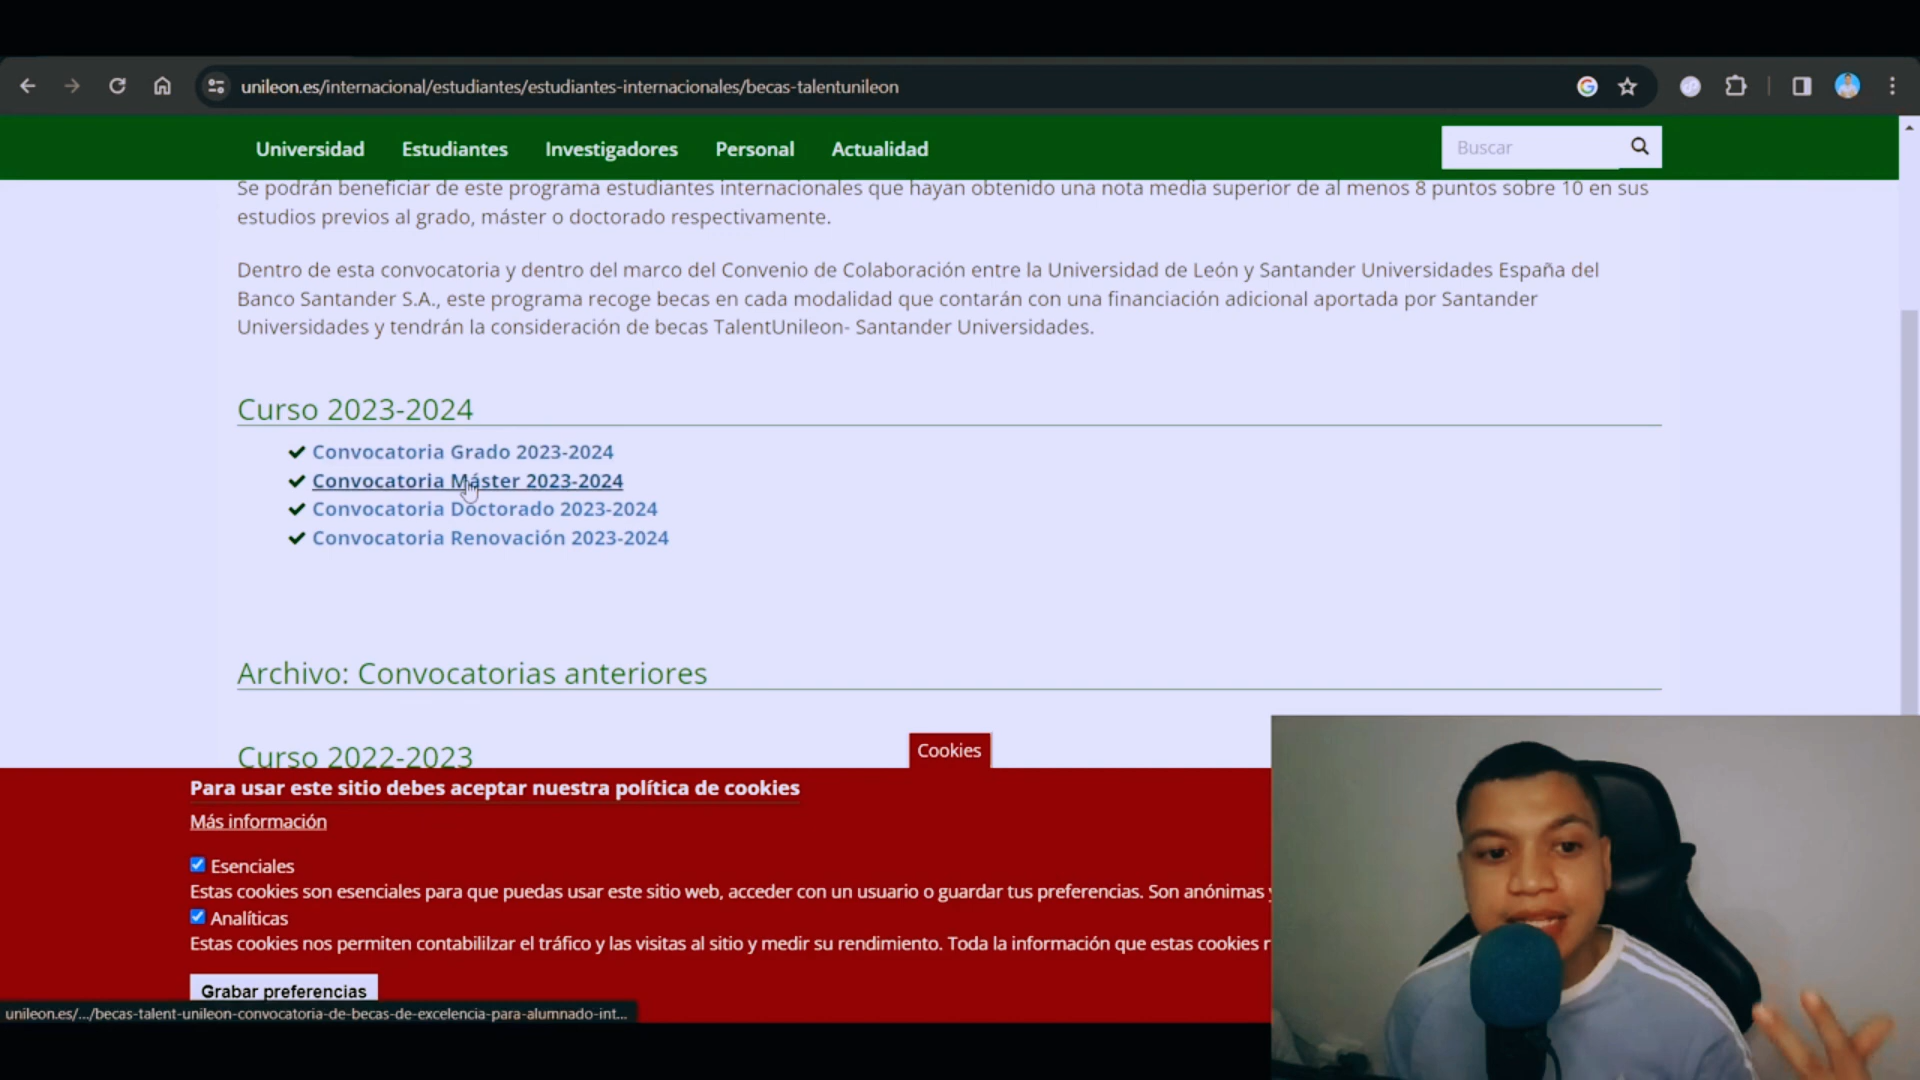 unileon.es/internacional/estudiantes/estudiantes-internacionales/becas-talentunileon
Universidad Estudiantes Investigadores Personal Actualidad Buscar
Se podrán beneficiar de este programa estudiantes internacionales que hayan obtenido una nota media superior de al menos 8 puntos sobre 10 en sus
estudios previos al grado, máster o doctorado respectivamente.
Dentro de esta convocatoria y dentro del marco del Convenio de Colaboración entre la Universidad de León y Santander Universidades España del
Banco Santander S.A., este programa recoge becas en cada modalidad que contarán con una financiación adicional aportada por Santander
Universidades y tendrán la consideración de becas TalentUnileon- Santander Universidades.
Curso 2023-2024
Convocatoria Grado 2023-2024
Convocatoria Máster 2023-2024
Convocatoria Doctorado 2023-2024
Convocatoria Renovación 2023-2024
Archivo: Convocatorias anteriores
Curso 2022-2023
Cookies
Para usar este sitio debes aceptar nuestra política de cookies
Más información
Esenciales
Estas cookies son esenciales para que puedas usar este sitio web, acceder con un usuario o guardar tus preferencias. Son anónimas y
Analíticas
Estas cookies nos permiten contabililzar el tráfico y las visitas al sitio y medir su rendimiento. Toda la información que estas cookies r
Grabar preferencias
unileon.es/.../becas-talent-unileon-convocatoria-de-becas-de-excelencia-para-alumnado-int...